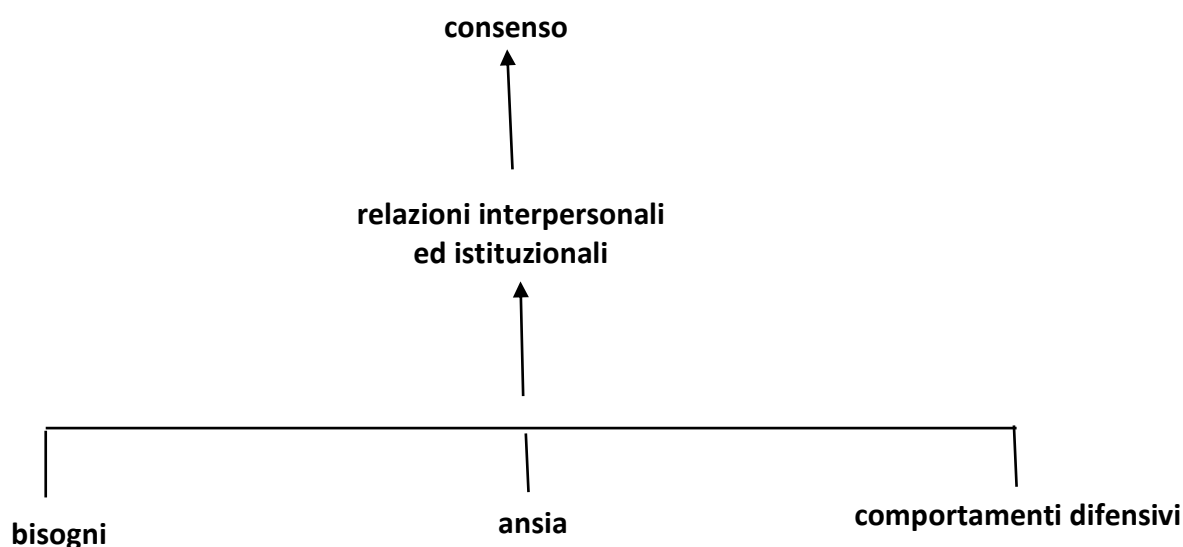 consenso
relazioni interpersonali
ed istituzionali
bisogni
ansia
comportamenti difensivi